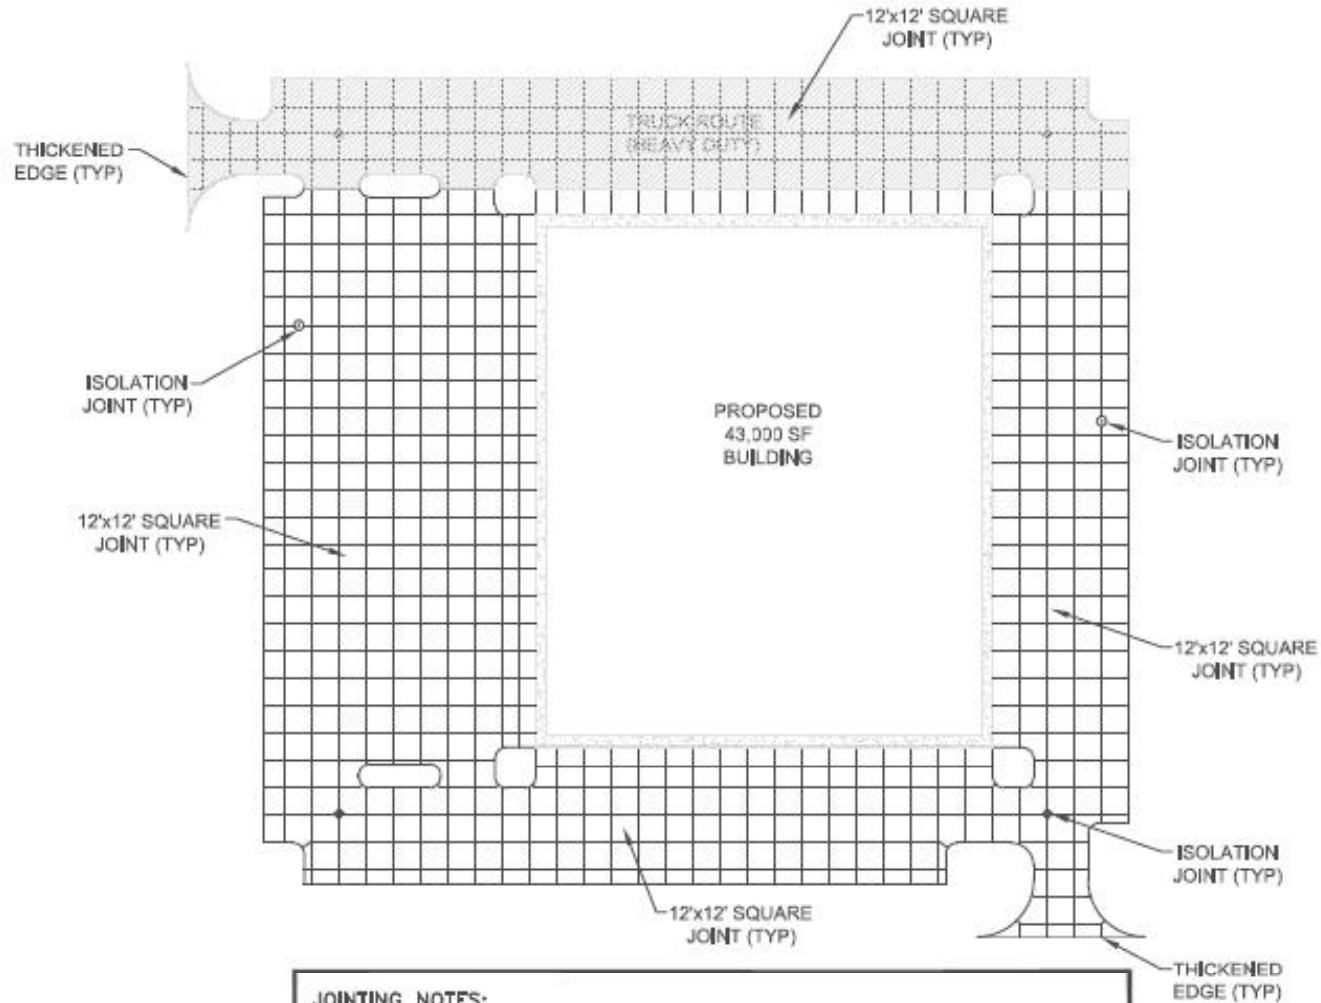 12'x12' SQUARE
JOINT (TYP)
TRUCK ROUTE
(HEAVY DUTY)
THICKENED
EDGE (TYP)
ISOLATION
JOINT (TYP)
PROPOSED
43,000 SF
BUILDING
ISOLATION
JOINT (TYP)
12'x12' SQUARE
JOINT (TYP)
12'x12' SQUARE
JOINT (TYP)
ISOLATION
JOINT (TYP)
12'x12' SQUARE
JOINT (TYP)
THICKENED
EDGE (TYP)
JOINTING NOTES: